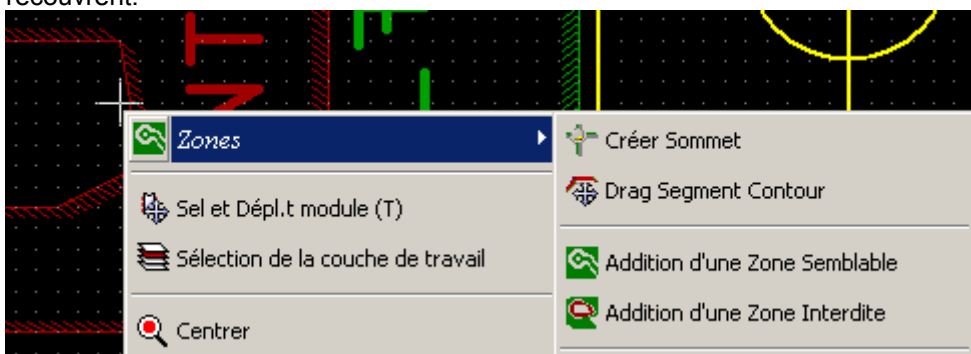 recouvrent.
NT
Zones
Créer Sommet
Drag Segment Contour
Sel et Dépl.t module (T)
Sélection de la couche de travail
Addition d'une Zone Semblable
Addition d'une Zone Interdite
Centrer